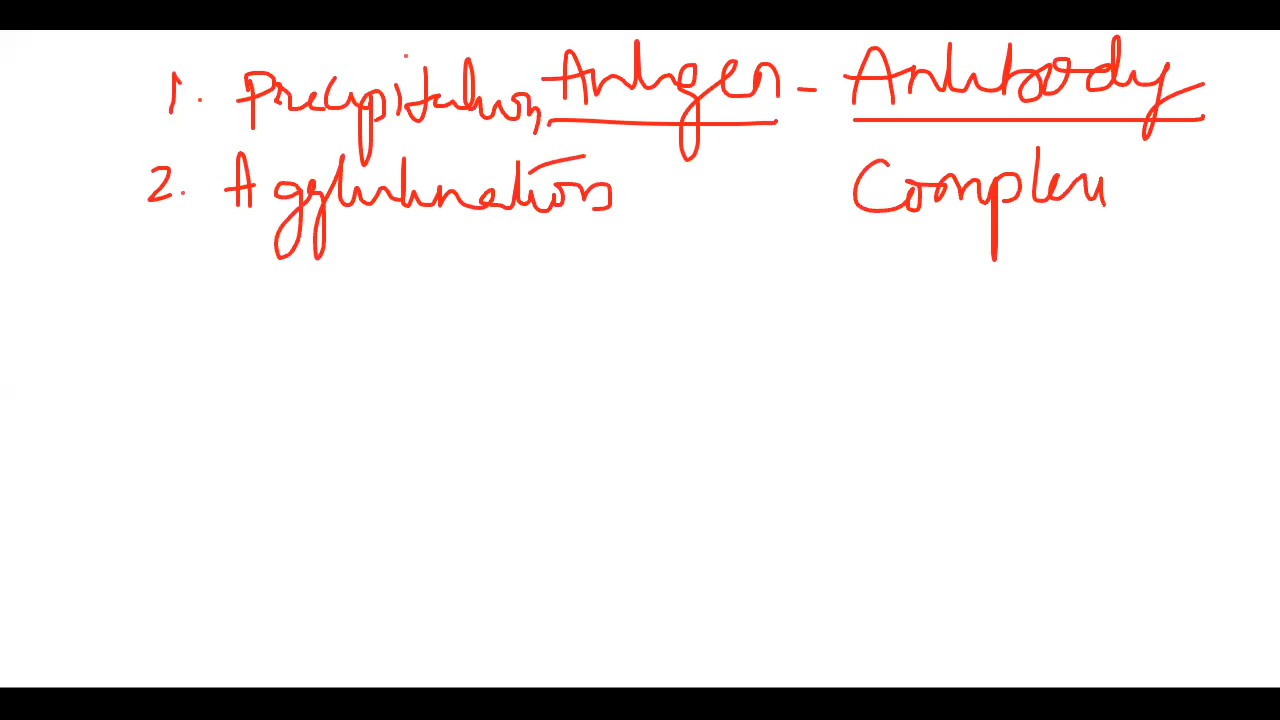 1. Precipitation, Antigen - Antibody
2. Agglutination Complex